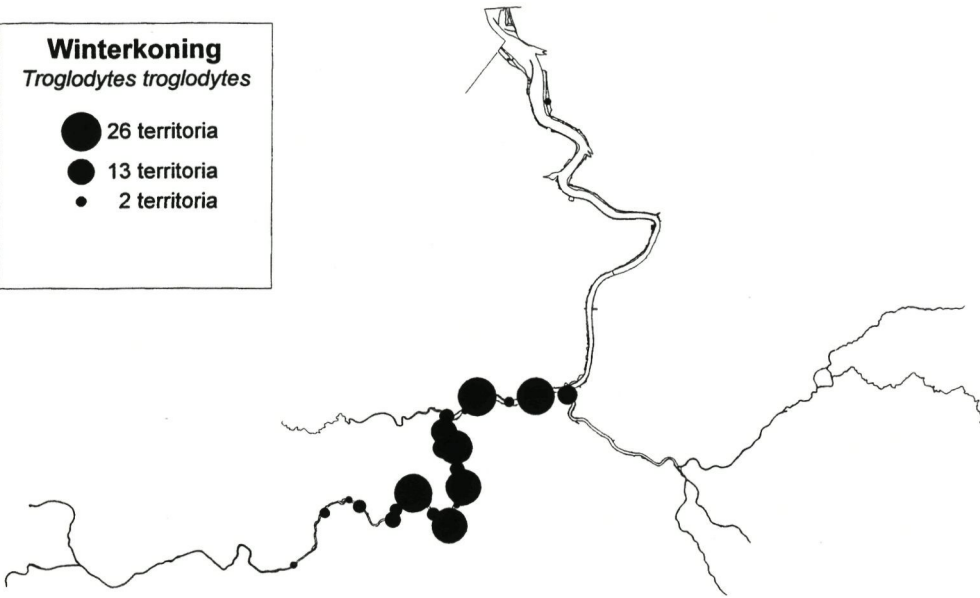 Winterkoning
Troglodytes troglodytes
26 territoria
13 territoria
2 territoria